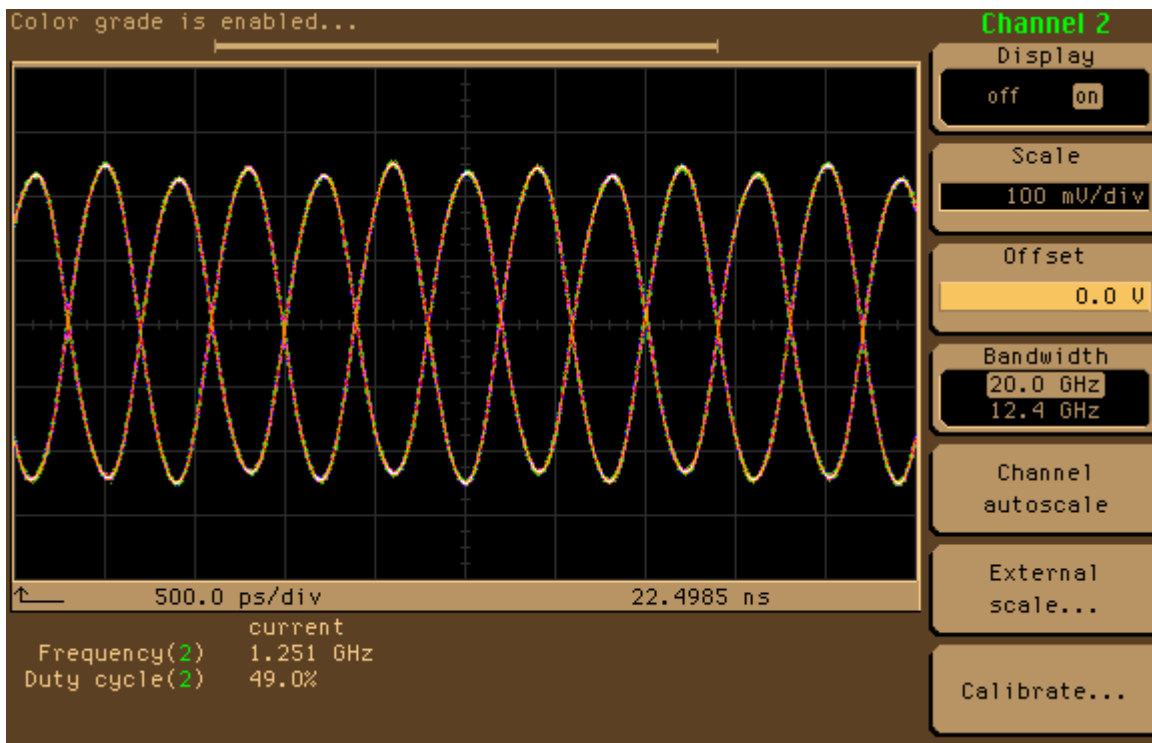 Color grade is enabled...
Channel 2
Display
off on
Scale
100 mV/div
Offset
0.0 V
Bandwidth
20.0 GHz
12.4 GHz
Channel
autoscale
External
scale...
Calibrate...
500.0 ps/div 22.4985 ns
current
Frequency(2) 1.251 GHz
Duty cycle(2) 49.0%